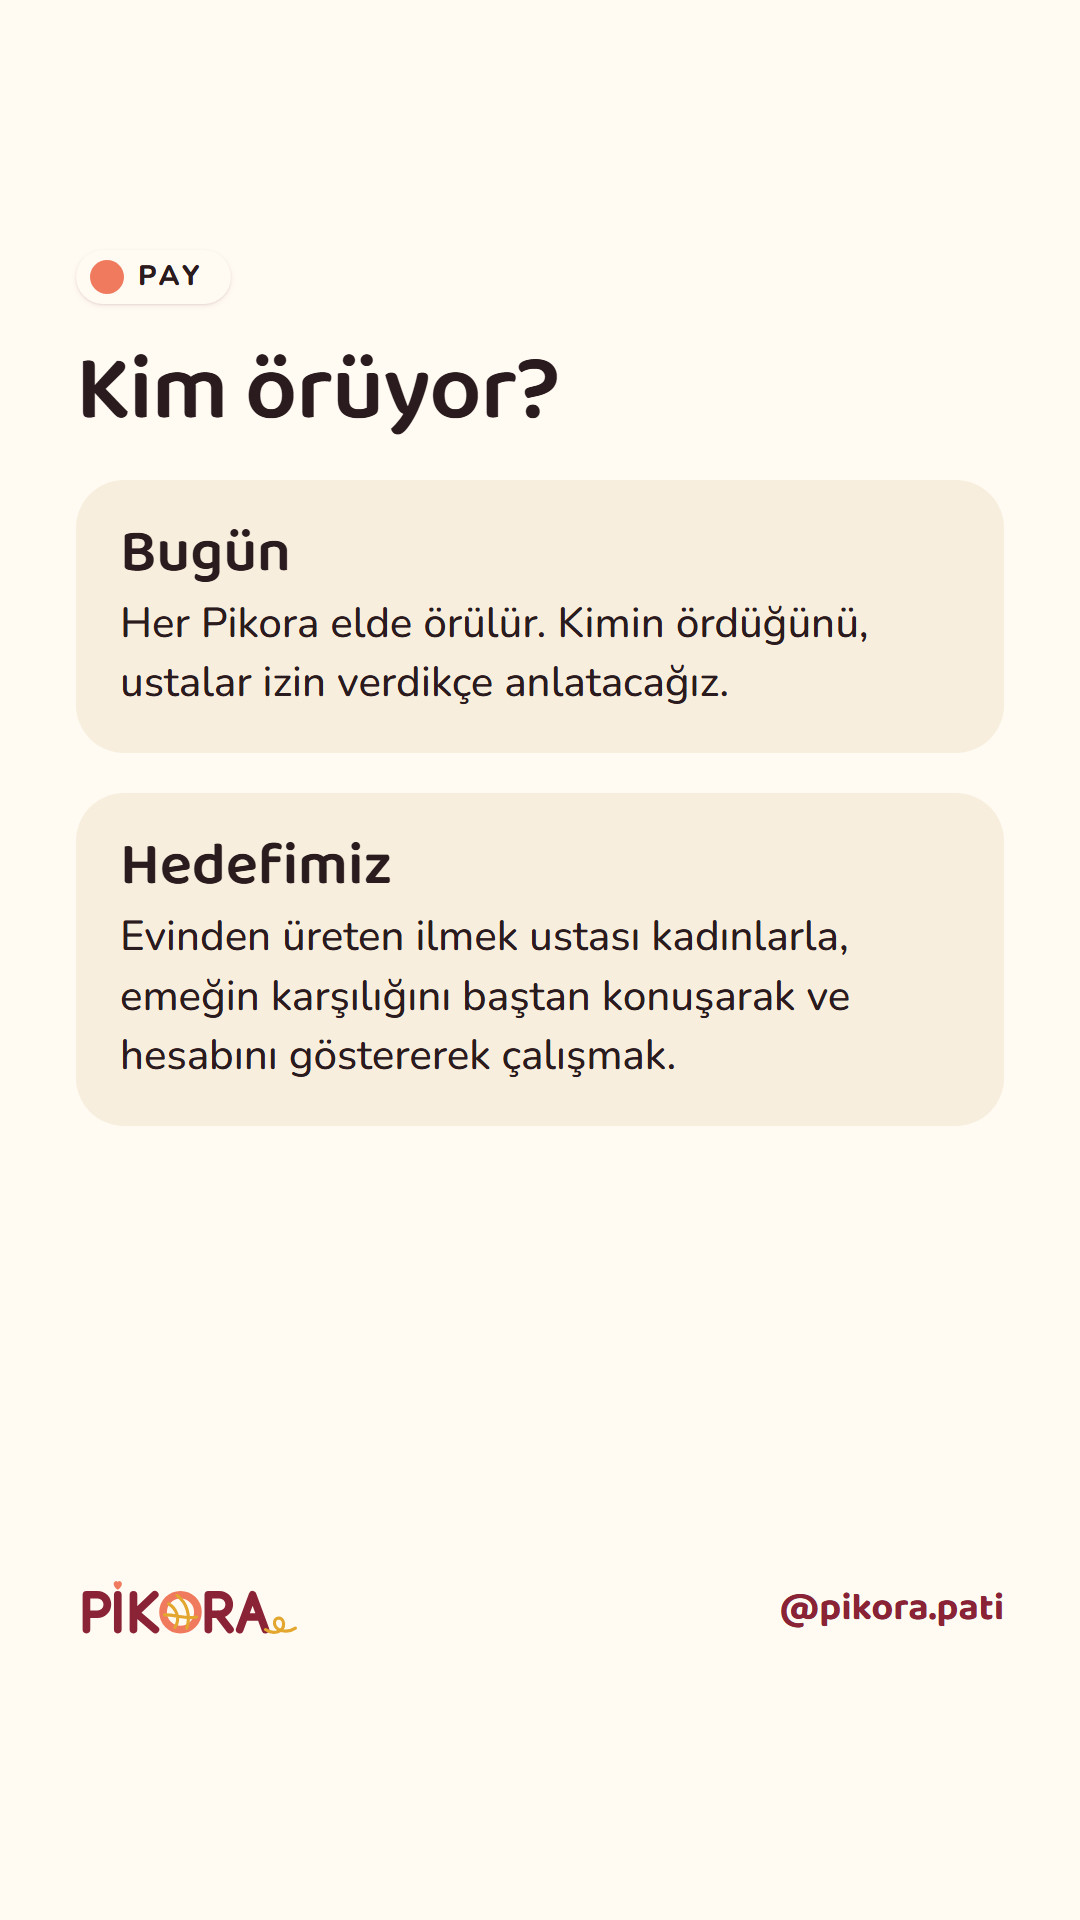 PAY
Kim örüyor?
Bugün
Her Pikora elde örülür. Kimin ördüğünü,
ustalar izin verdikçe anlatacağız.
Hedefimiz
Evinden üreten ilmek ustası kadınlarla,
emeğin karşılığını baştan konuşarak ve
hesabını göstererek çalışmak.
PİKORA
@pikora.pati